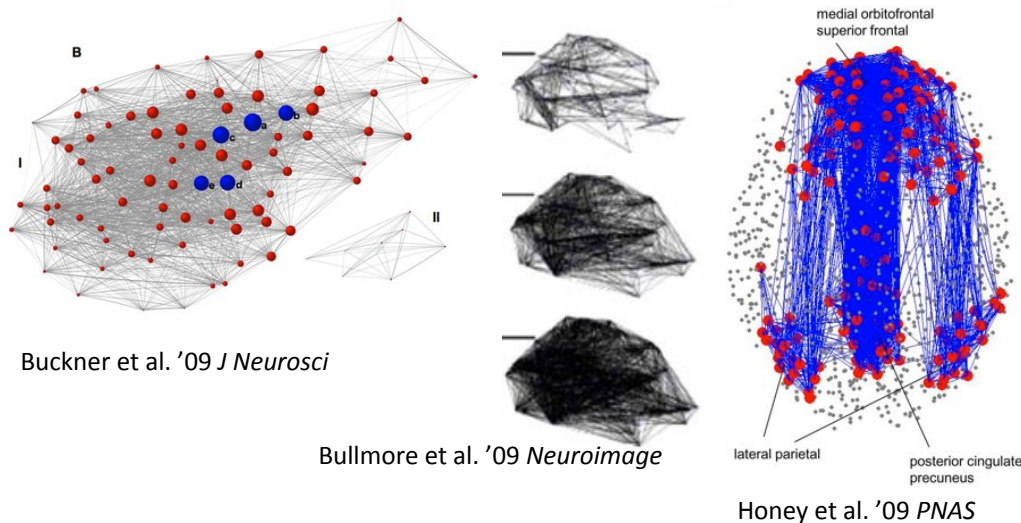 B
I
a
b
c
e
d
II
Buckner et al. ’09 J Neurosci
Bullmore et al. ’09 Neuroimage
medial orbitofrontal
superior frontal
lateral parietal
posterior cingulate
precuneus
Honey et al. ’09 PNAS